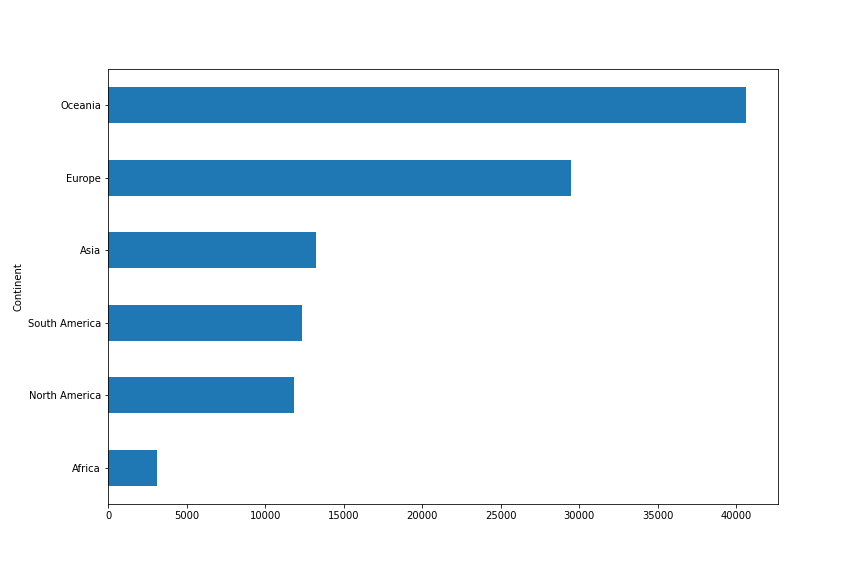 Oceania
Europe
Asia
South America
North America
Africa
Continent
0 5000 10000 15000 20000 25000 30000 35000 40000